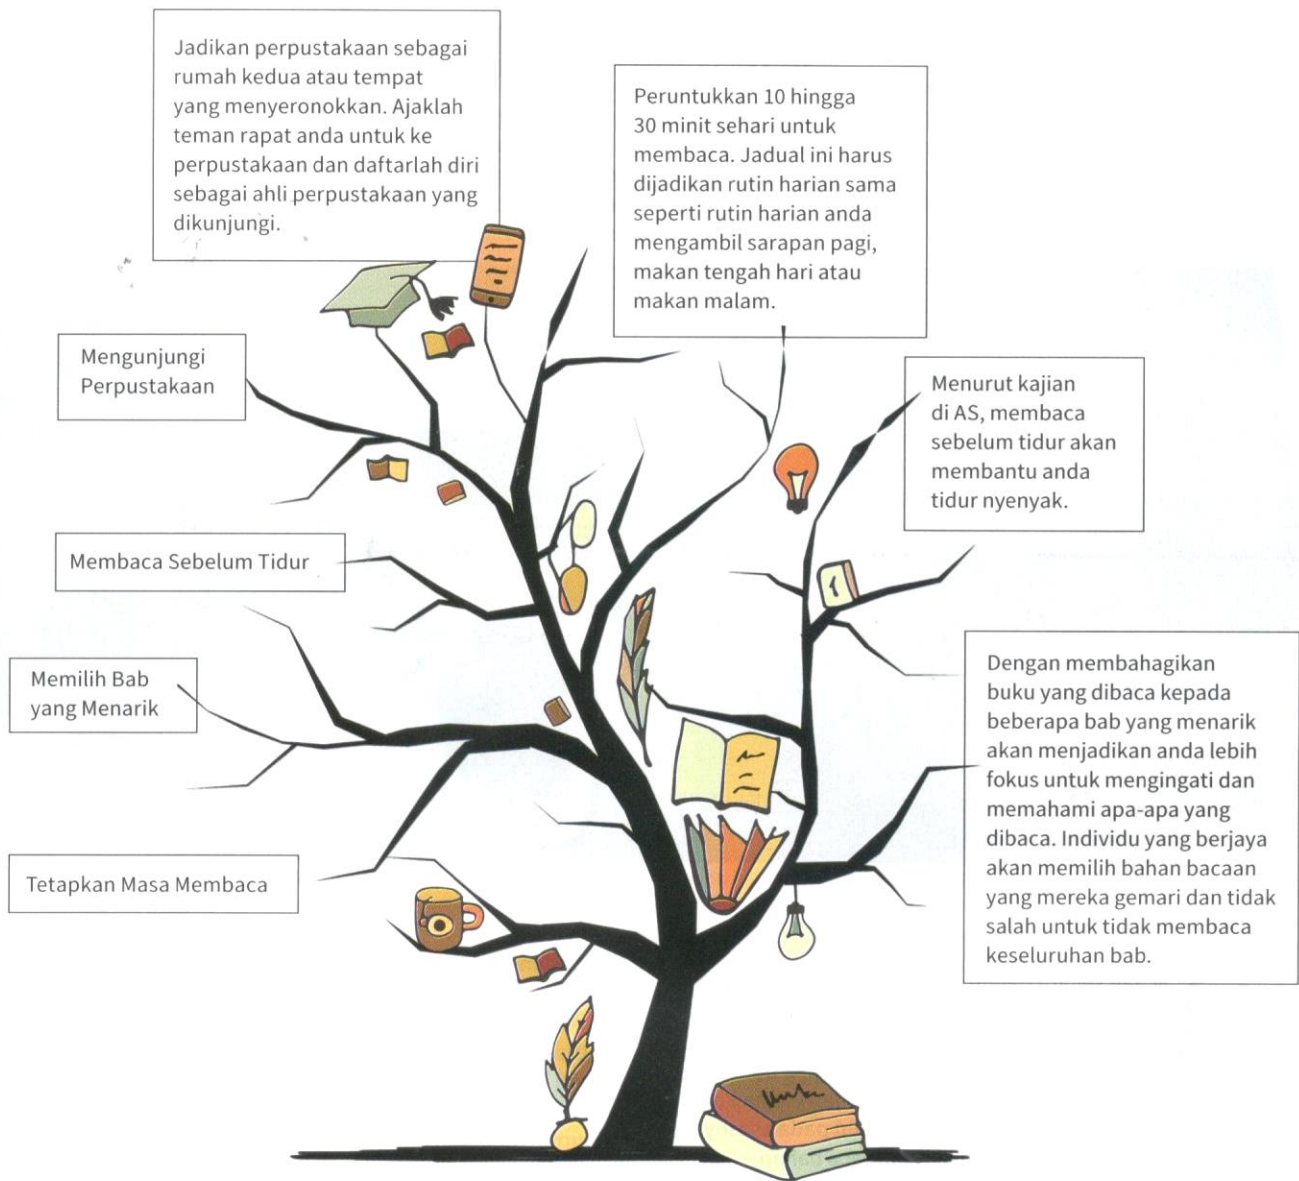 Jadikan perpustakaan sebagai
rumah kedua atau tempat
yang menyeronokkan. Ajaklah
teman rapat anda untuk ke
perpustakaan dan daftarlah diri
sebagai ahli perpustakaan yang
dikunjungi.
Peruntukkan 10 hingga
30 minit sehari untuk
membaca. Jadual ini harus
dijadikan rutin harian sama
seperti rutin harian anda
mengambil sarapan pagi,
makan tengah hari atau
makan malam.
Mengunjungi
Perpustakaan
Menurut kajian
di AS, membaca
sebelum tidur akan
membantu anda
tidur nyenyak.
Membaca Sebelum Tidur
Memilih Bab
yang Menarik
Dengan membahagikan
buku yang dibaca kepada
beberapa bab yang menarik
akan menjadikan anda lebih
fokus untuk mengingati dan
memahami apa-apa yang
dibaca. Individu yang berjaya
akan memilih bahan bacaan
yang mereka gemari dan tidak
salah untuk tidak membaca
keseluruhan bab.
Tetapkan Masa Membaca